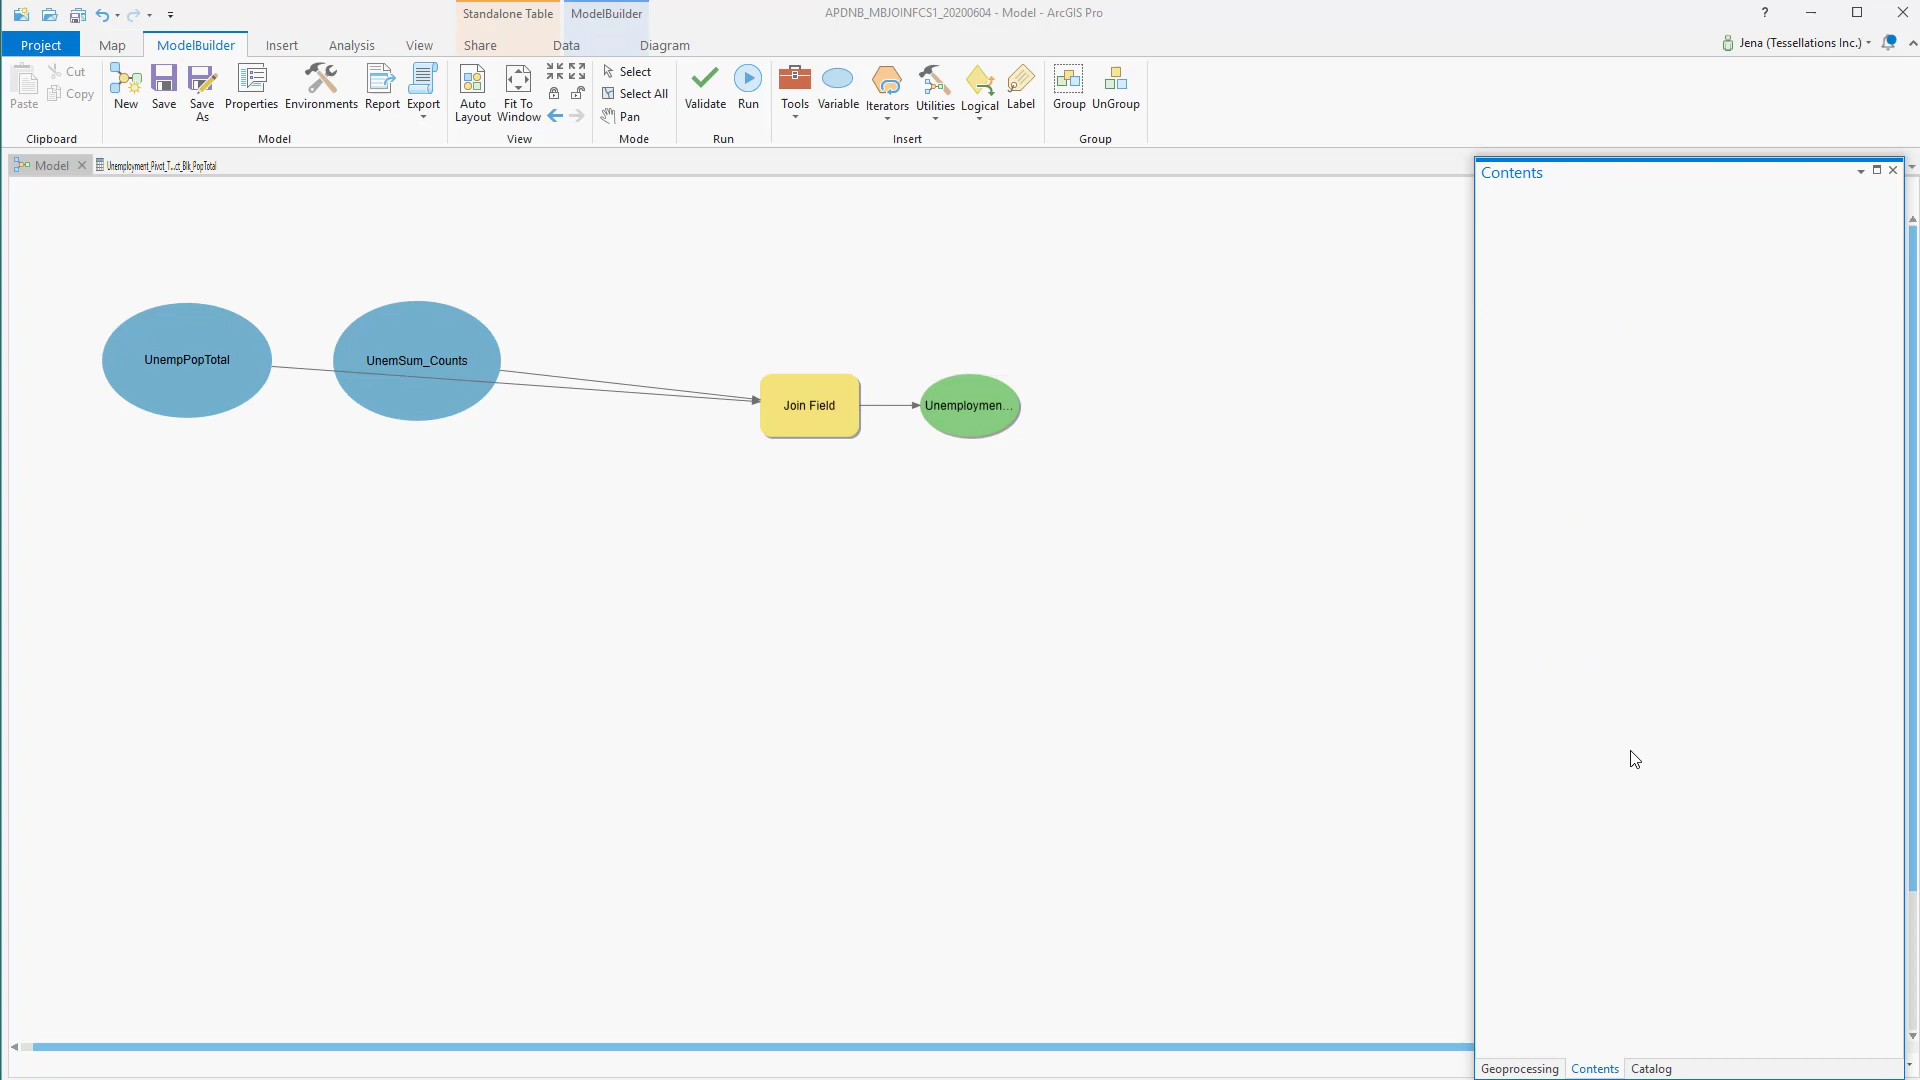 Standalone Table
ModelBuilder
APDNB_MBJOINFCS1_20200604 - Model - ArcGIS Pro
?
Project
Map
ModelBuilder
Insert
Analysis
View
Share
Data
Diagram
Jena (Tessellations Inc.)
Paste
Cut
Copy
Clipboard
New
Save
Save As
Properties
Environments
Report
Export
Model
Auto Layout
Fit To Window
View
Select
Select All
Pan
Mode
Validate
Run
Run
Tools
Variable
Iterators
Utilities
Logical
Label
Insert
Group
UnGroup
Group
Model
Unemployment_Pivot_T...ct_Blk_PopTotal
Contents
UnempPopTotal
UnemSum_Counts
Join Field
Unemploymen...
Geoprocessing
Contents
Catalog